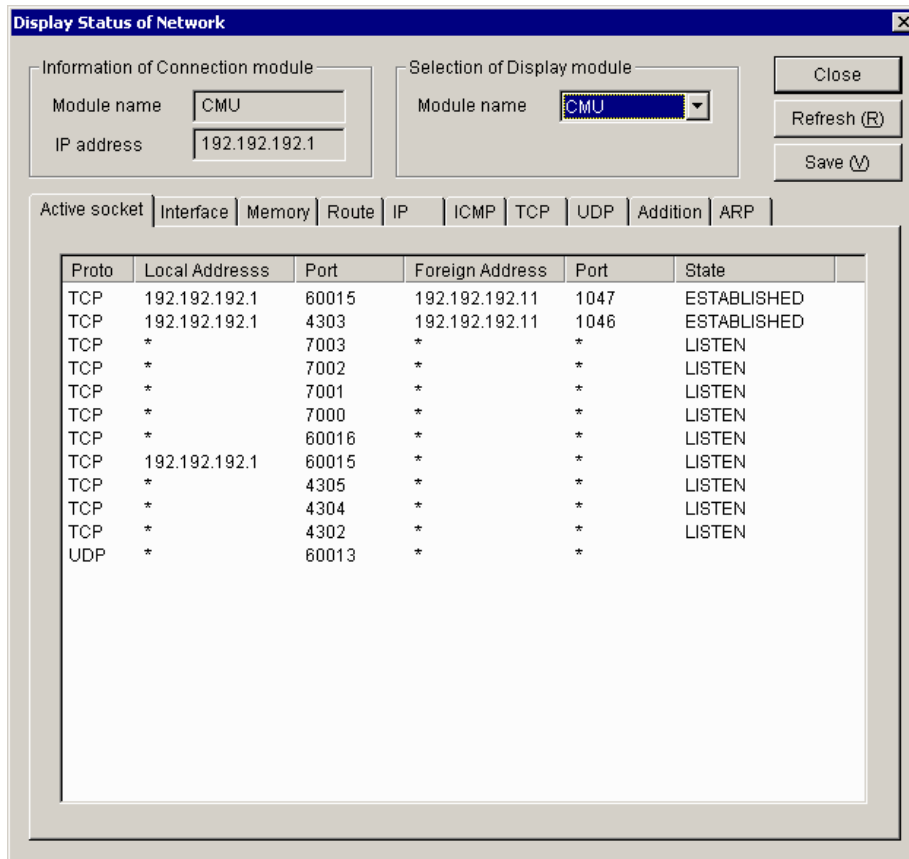 Display Status of Network
Information of Connection module
Module name CMU
IP address 192.192.192.1
Selection of Display module
Module name CMU
Close
Refresh (R)
Save (V)
Active socket Interface Memory Route IP ICMP TCP UDP Addition ARP
Proto Local Addresss Port Foreign Address Port State
TCP 192.192.192.1 60015 192.192.192.11 1047 ESTABLISHED
TCP 192.192.192.1 4303 192.192.192.11 1046 ESTABLISHED
TCP * 7003 * * LISTEN
TCP * 7002 * * LISTEN
TCP * 7001 * * LISTEN
TCP * 7000 * * LISTEN
TCP * 60016 * * LISTEN
TCP 192.192.192.1 60015 * * LISTEN
TCP * 4305 * * LISTEN
TCP * 4304 * * LISTEN
TCP * 4302 * * LISTEN
UDP * 60013 * *